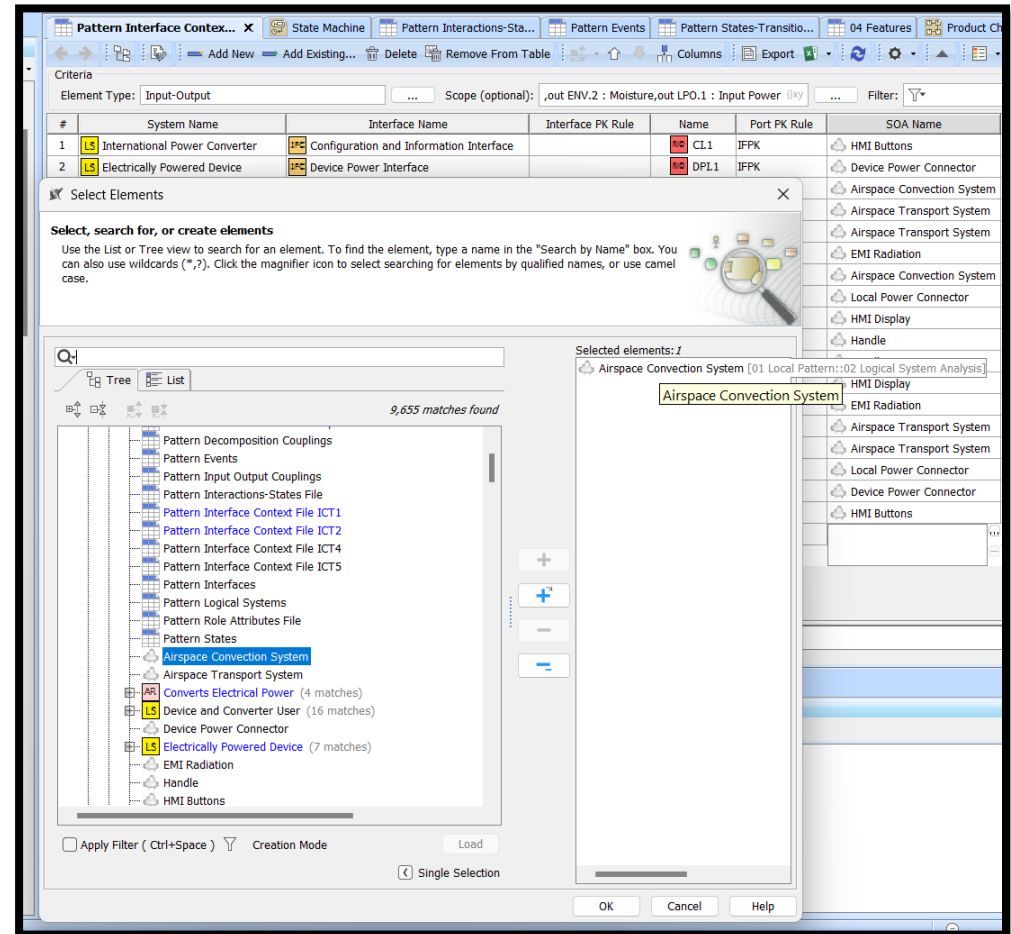 Pattern Interface Contex... X State Machine Pattern Interactions-Sta... Pattern Events Pattern States-Transitio... 04 Features Product Ch
Add New Add Existing... Delete Remove From Table Columns Export
Criteria
Element Type: Input-Output ... Scope (optional): ,out ENV.2 : Moisture,out LPO.1 : Input Power ... Filter:
# System Name Interface Name Interface PK Rule Name Port PK Rule SOA Name
1 LS International Power Converter IFC Configuration and Information Interface CI.1 IFPK HMI Buttons
2 LS Electrically Powered Device IFC Device Power Interface DPI.1 IFPK Device Power Connector
Airspace Convection System
Airspace Transport System
Airspace Transport System
EMI Radiation
Airspace Convection System
Local Power Connector
HMI Display
Handle
HMI Display
EMI Radiation
Airspace Transport System
Airspace Transport System
Local Power Connector
Device Power Connector
HMI Buttons
...
Select Elements
Select, search for, or create elements
Use the List or Tree view to search for an element. To find the element, type a name in the "Search by Name" box. You
can also use wildcards (*,?). Click the magnifier icon to select searching for elements by qualified names, or use camel
case.
Tree List
9,655 matches found
Pattern Decomposition Couplings
Pattern Events
Pattern Input Output Couplings
Pattern Interactions-States File
Pattern Interface Context File ICT1
Pattern Interface Context File ICT2
Pattern Interface Context File ICT4
Pattern Interface Context File ICT5
Pattern Interfaces
Pattern Logical Systems
Pattern Role Attributes File
Pattern States
Airspace Convection System
Airspace Transport System
AR Converts Electrical Power (4 matches)
LS Device and Converter User (16 matches)
Device Power Connector
LS Electrically Powered Device (7 matches)
EMI Radiation
Handle
HMI Buttons
Selected elements:1
Airspace Convection System [01 Local Pattern::02 Logical System Analysis]
Airspace Convection System
Apply Filter ( Ctrl+Space ) Creation Mode Load
Single Selection
OK Cancel Help